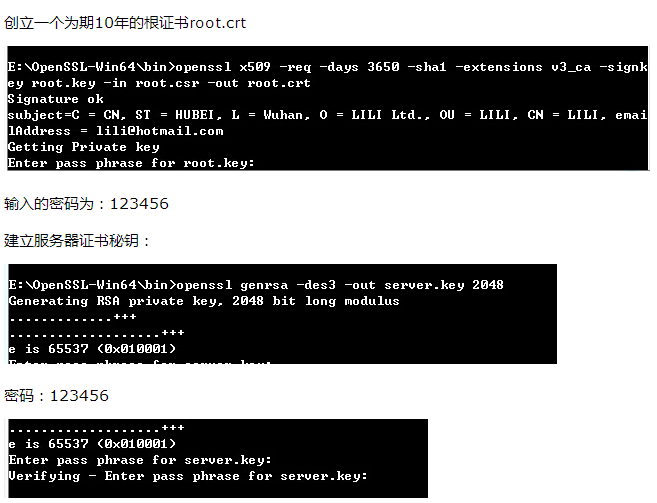 创立一个为期10年的根证书root.crt
E:\OpenSSL-Win64\bin>openssl x509 -req -days 3650 -sha1 -extensions v3_ca -signk
ey root.key -in root.csr -out root.crt
Signature ok
subject=C = CN, ST = HUBEI, L = Wuhan, O = LILI Ltd., OU = LILI, CN = LILI, emai
lAddress = lili@hotmail.com
Getting Private key
Enter pass phrase for root.key:
输入的密码为：123456
建立服务器证书秘钥：
E:\OpenSSL-Win64\bin>openssl genrsa -des3 -out server.key 2048
Generating RSA private key, 2048 bit long modulus
.............+++
...................+++
e is 65537 (0x010001)
Enter pass phrase for server.key:
密码：123456
...................+++
e is 65537 (0x010001)
Enter pass phrase for server.key:
Verifying - Enter pass phrase for server.key: